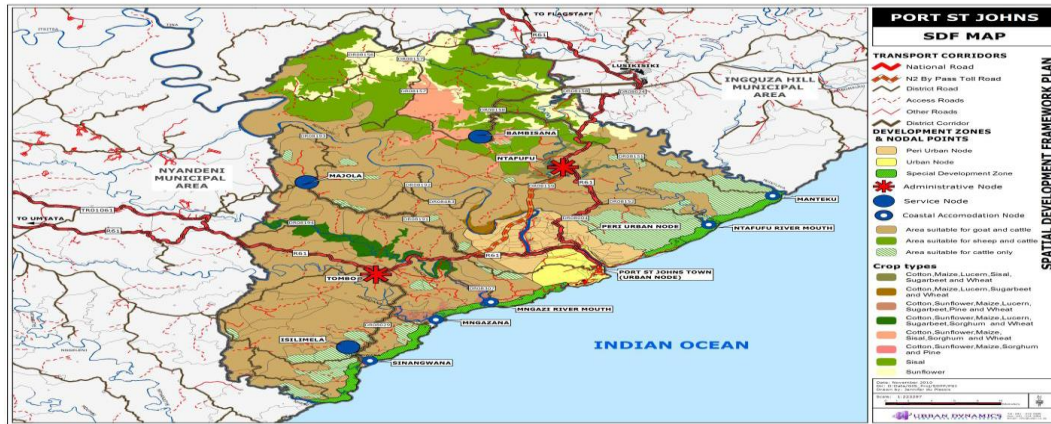 PORT ST JOHNS
SDF MAP
SPATIAL DEVELOPMENT FRAMEWORK PLAN
TRANSPORT CORRIDORS
National Road
N2 By Pass Toll Road
District Road
Access Roads
Other Roads
District Corridor
DEVELOPMENT ZONES
& NODAL POINTS
Peri Urban Node
Urban Node
Special Development Zone
Administrative Node
Service Node
Coastal Accomodation Node
Area suitable for goat and cattle
Area suitable for sheep and cattle
Area suitable for cattle only
Crop types
Cotton,Maize,Lucern,Sisal,
Sugarbeet and Wheat
Cotton,Maize,Lucern,Sugarbeet
and Wheat
Cotton,Sunflower,Maize,Lucern,
Sugarbeet,Pine and Wheat
Cotton,Sunflower,Maize,Lucern,
Sugarbeet,Sorghum and Wheat
Cotton,Sunflower,Maize,
Sisal,Sorghum and Wheat
Cotton,Sunflower,Maize,Sorghum
and Pine
Sisal
Sunflower
URBAN DYNAMICS
TO FLAGSTAFF
R61
LUSIKISIKI
INGQUZA HILL
MUNICIPAL
AREA
NYANDENI
MUNICIPAL
AREA
BAMBISANA
NTAFUFU
MAJOLA
R61
MANTEKU
NTAFUFU RIVER MOUTH
PERI URBAN NODE
TO UMTATA
TR01061
R61
R61
R61
TOMBO
PORT ST JOHNS TOWN
(URBAN NODE)
MNGAZI RIVER MOUTH
MNGAZANA
ISILIMELA
SINANGWANA
INDIAN OCEAN